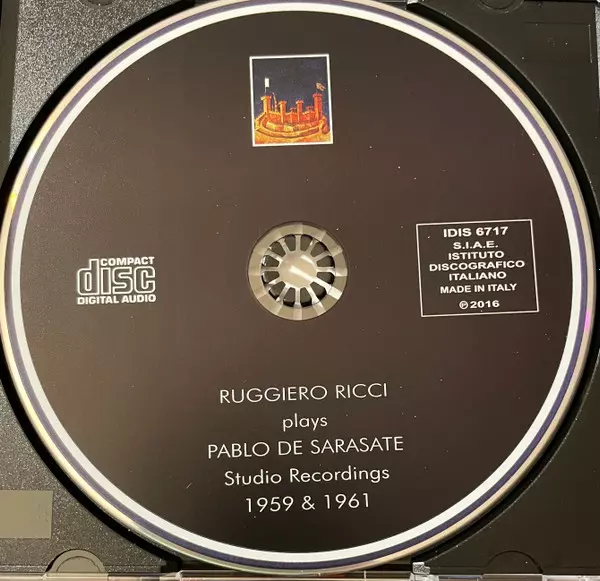 IDIS 6717
S.I.A.E.
ISTITUTO
DISCOGRAFICO
ITALIANO
MADE IN ITALY
℗ 2016
COMPACT
disc
DIGITAL AUDIO
RUGGIERO RICCI
plays
PABLO DE SARASATE
Studio Recordings
1959 & 1961